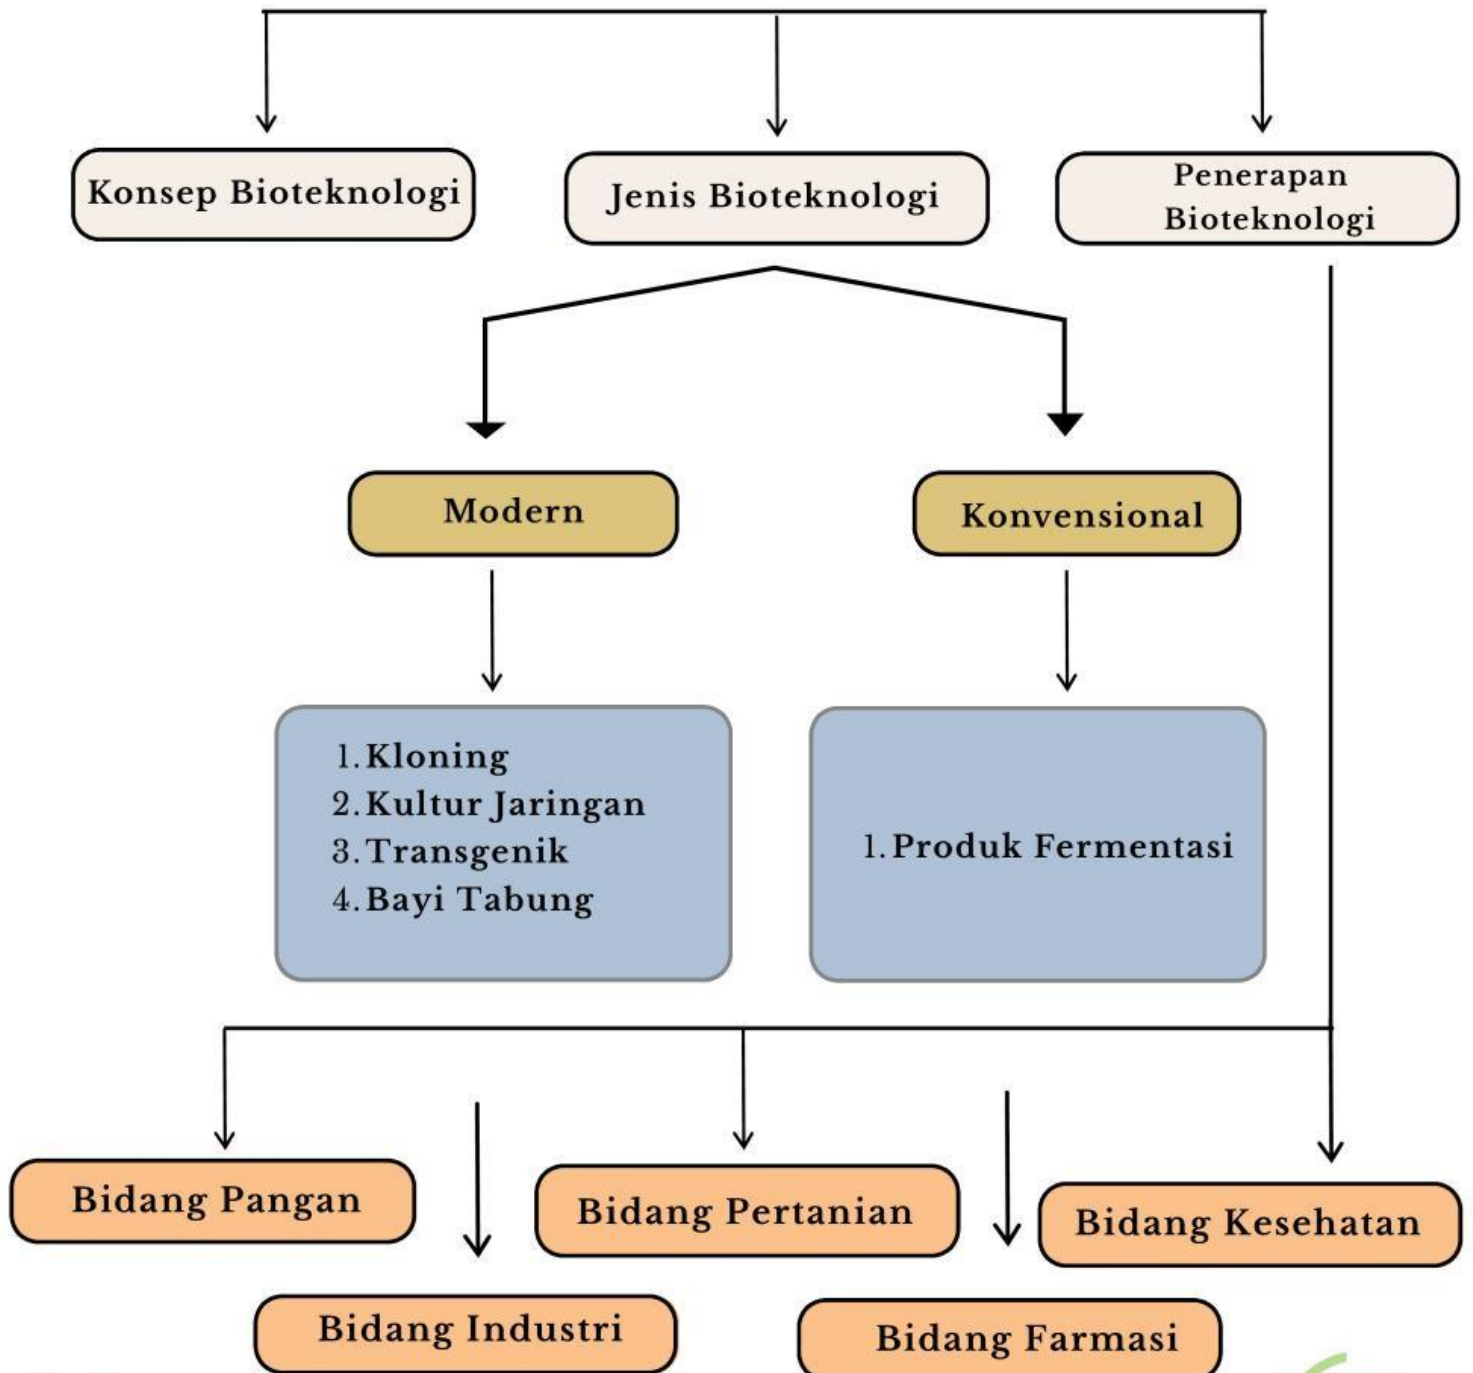 Konsep Bioteknologi
Jenis Bioteknologi
Penerapan
Bioteknologi
Modern
Konvensional
1. Kloning
2. Kultur Jaringan
3. Transgenik
4. Bayi Tabung
1. Produk Fermentasi
Bidang Pangan
Bidang Pertanian
Bidang Kesehatan
Bidang Industri
Bidang Farmasi